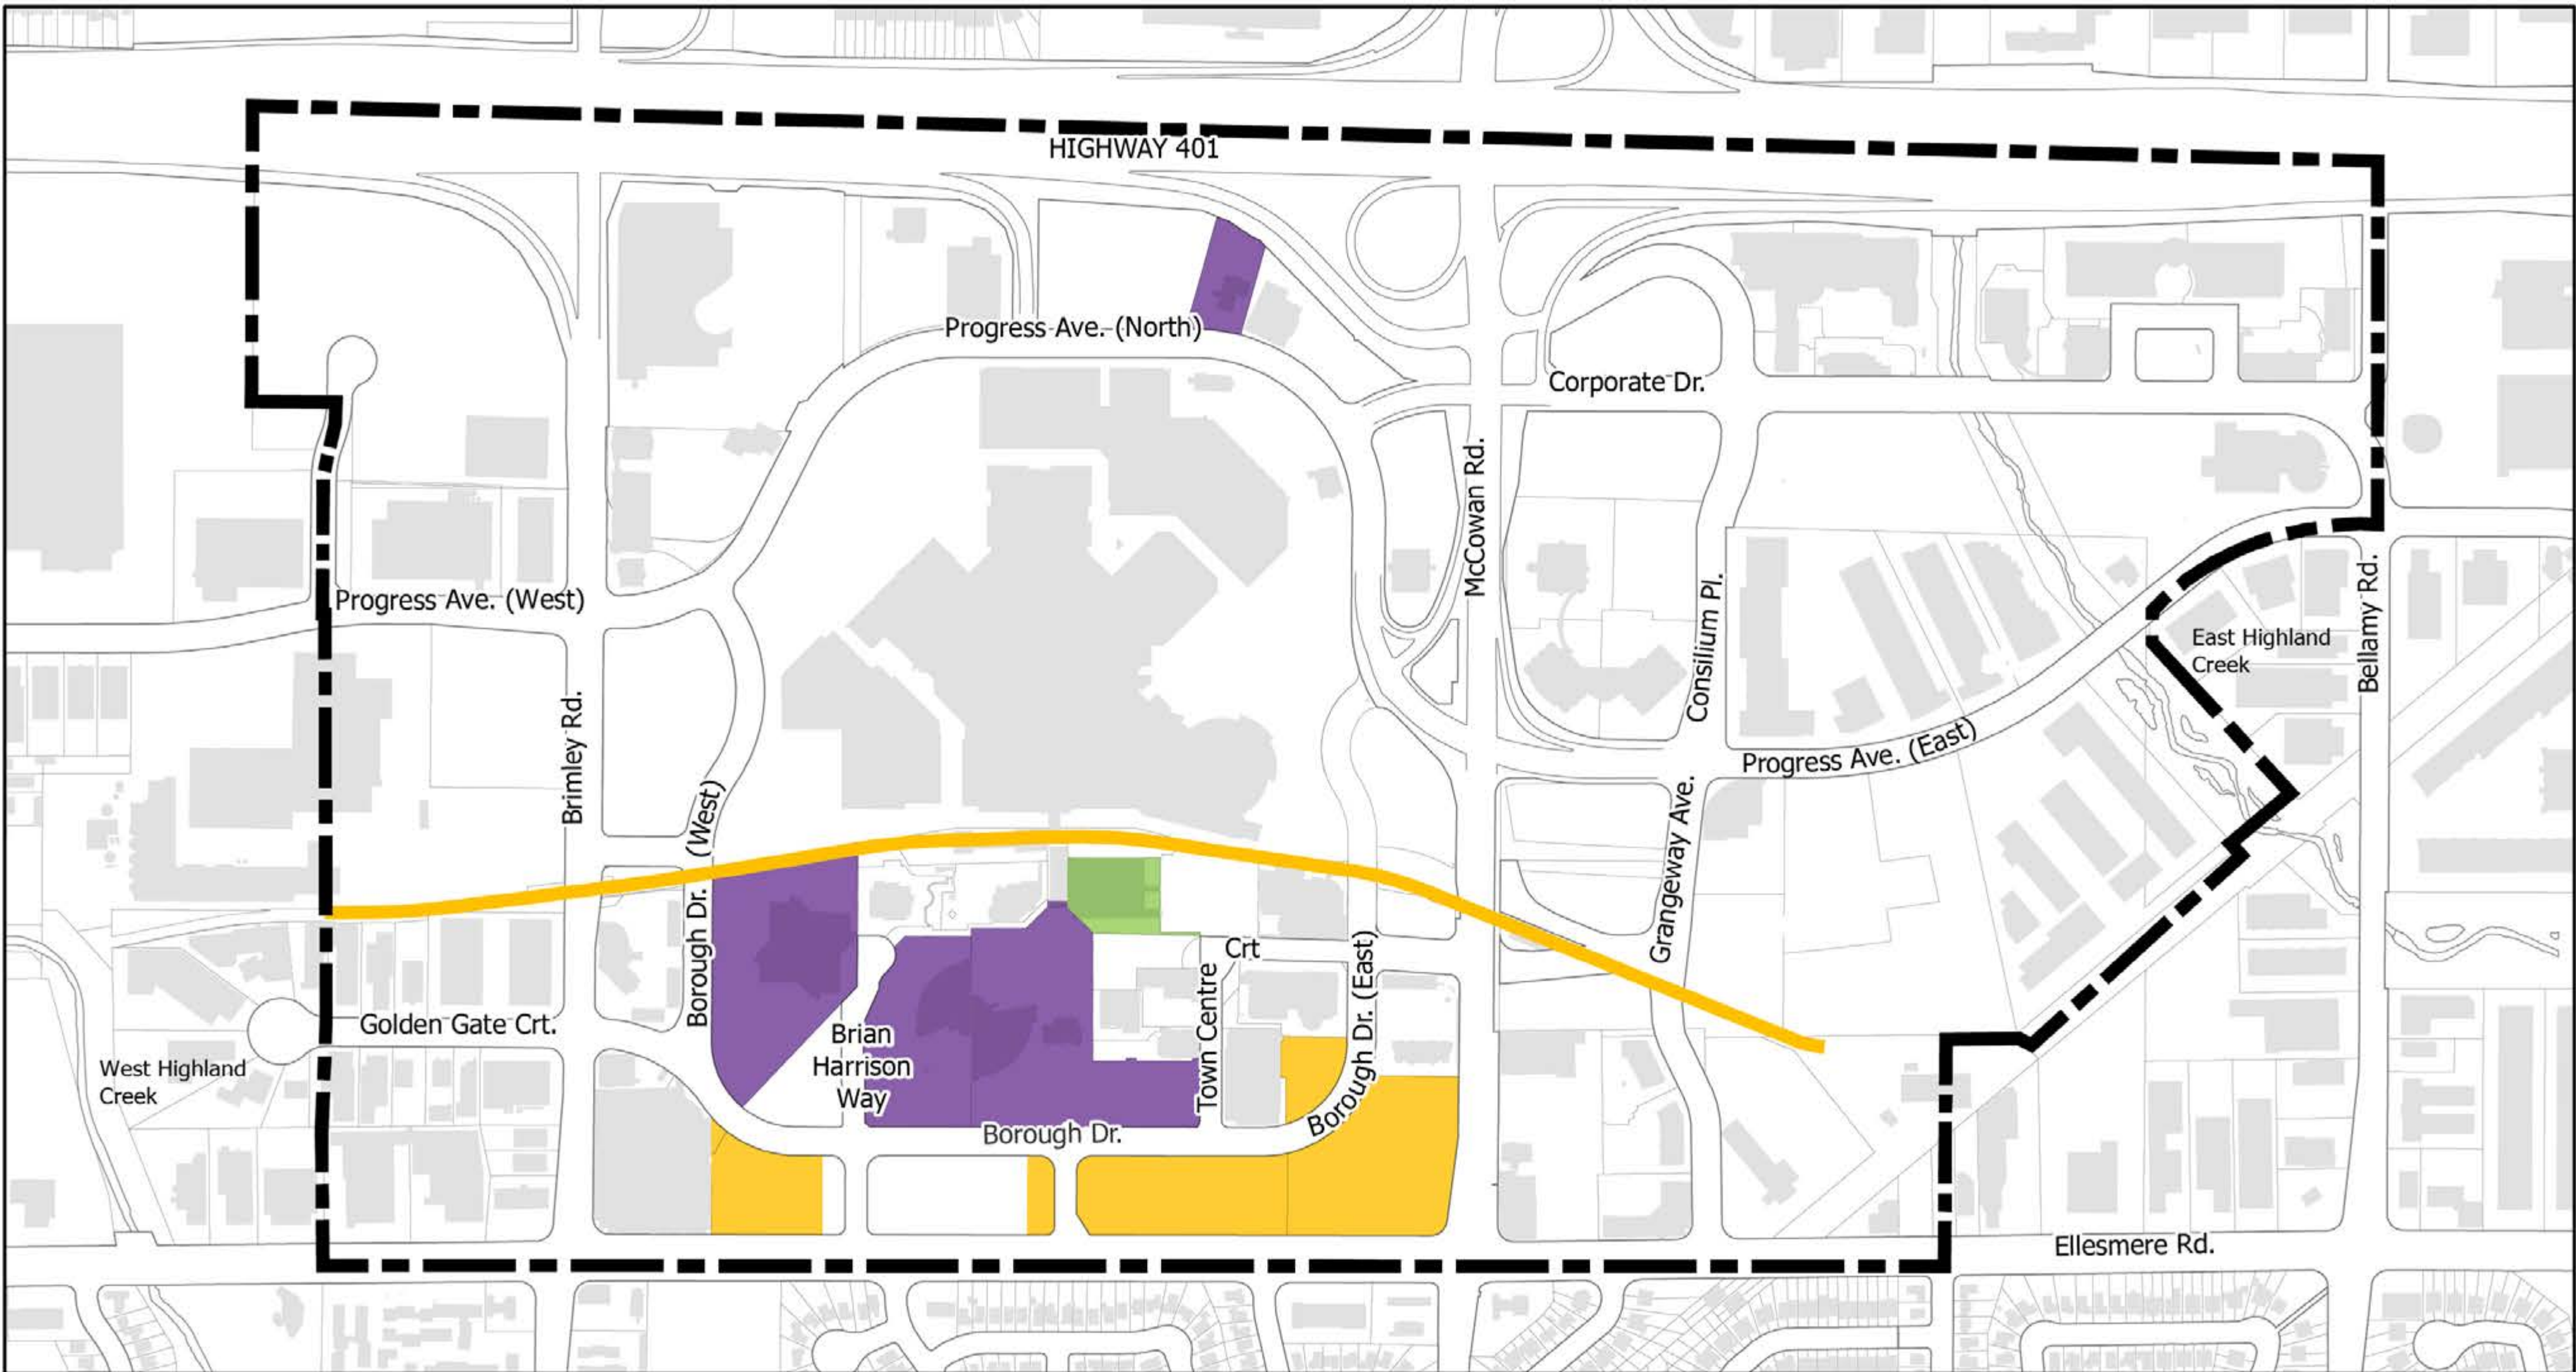 HIGHWAY 401
Progress Ave. (North)
Corporate Dr.
McCowan Rd.
Progress Ave. (West)
Consilium Pl.
Bellamy Rd.
East Highland
Creek
Brimley Rd.
Progress Ave. (East)
Borough Dr. (West)
Grangeway Ave.
Town Centre Crt
Borough Dr. (East)
Golden Gate Crt.
Brian
Harrison
Way
West Highland
Creek
Borough Dr.
Ellesmere Rd.